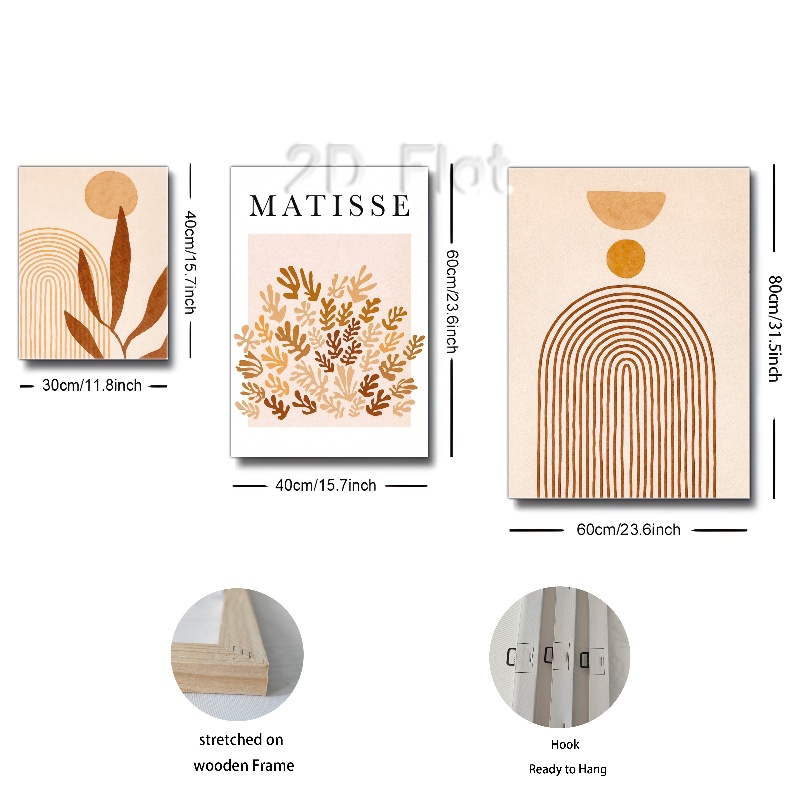 2D Flat
MATISSE
40cm/15.7inch
30cm/11.8inch
60cm/23.6inch
40cm/15.7inch
80cm/31.5inch
60cm/23.6inch
stretched on
wooden Frame
Hook
Ready to Hang